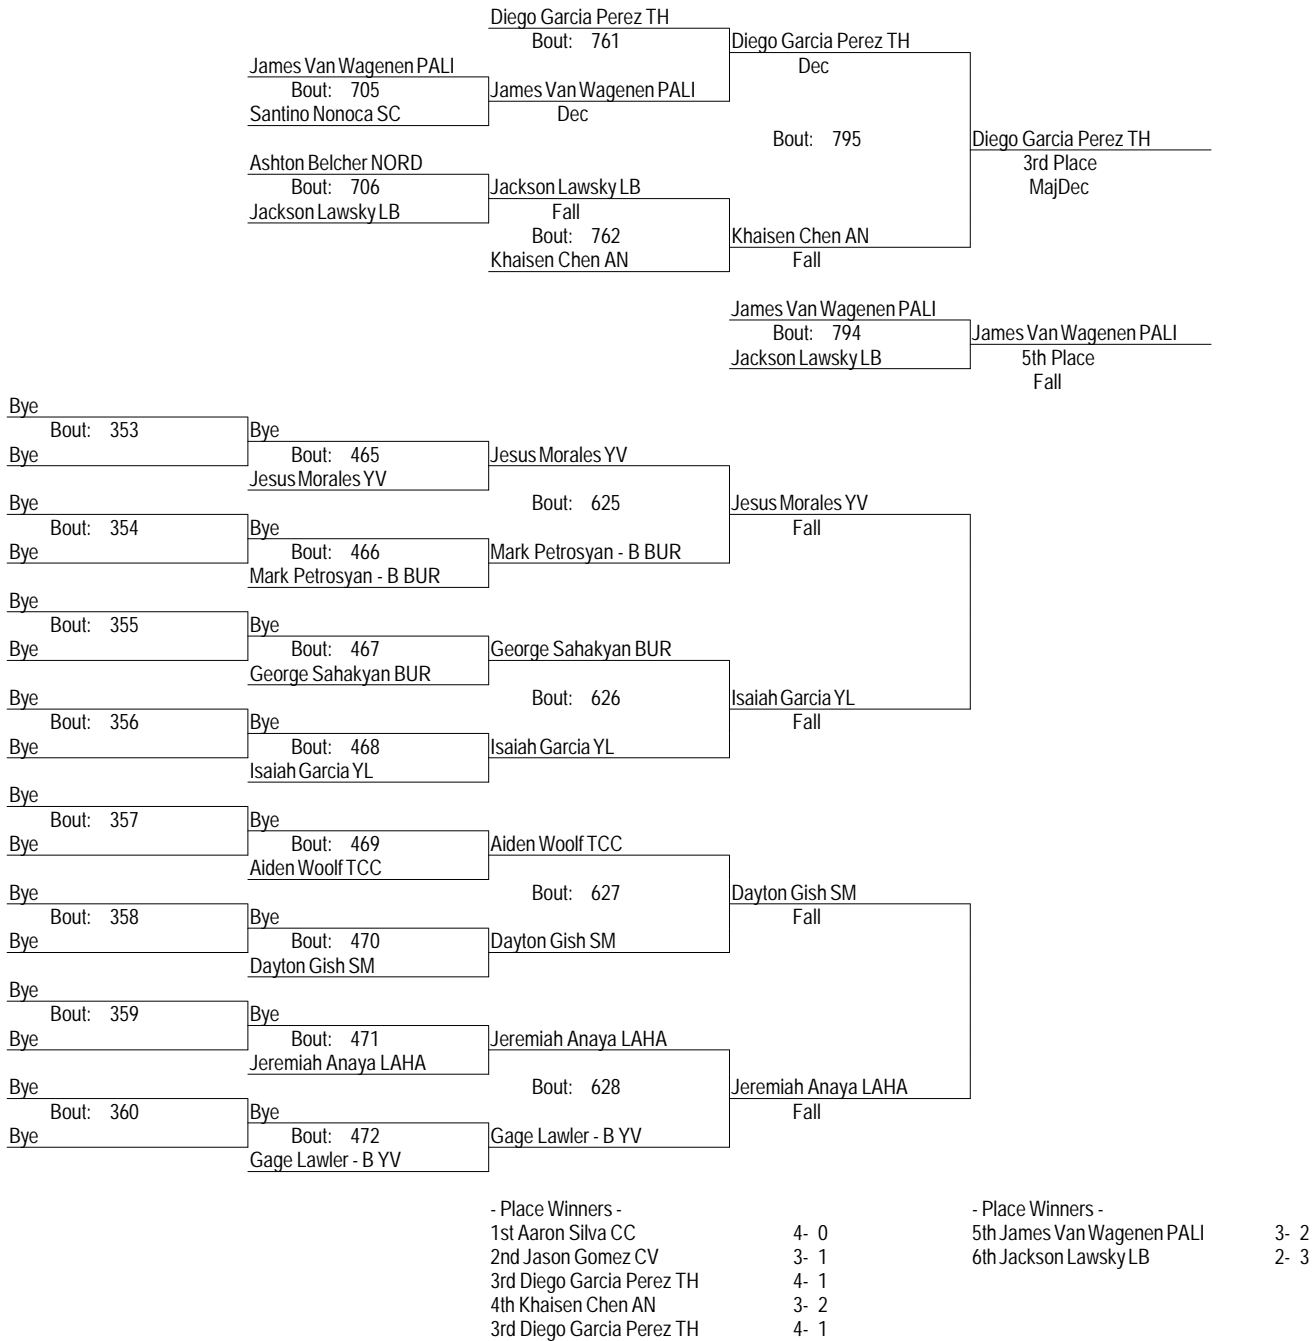 Diego Garcia Perez TH
Bout: 761
Diego Garcia Perez TH
James Van Wagenen PALI
Dec
Bout: 705
James Van Wagenen PALI
Santino Nonoca SC
Dec
Bout: 795
Diego Garcia Perez TH
Ashton Belcher NORD
3rd Place
Bout: 706
Jackson Lawsky LB
MajDec
Jackson Lawsky LB
Fall
Bout: 762
Khaisen Chen AN
Khaisen Chen AN
Fall
James Van Wagenen PALI
Bout: 794
James Van Wagenen PALI
Jackson Lawsky LB
5th Place
Fall
Bye
Bout: 353
Bye
Bye
Bout: 465
Jesus Morales YV
Jesus Morales YV
Bye
Bout: 625
Jesus Morales YV
Bout: 354
Bye
Fall
Bye
Bout: 466
Mark Petrosyan - B BUR
Mark Petrosyan - B BUR
Bye
Bout: 355
Bye
Bye
Bout: 467
George Sahakyan BUR
George Sahakyan BUR
Bye
Bout: 626
Isaiah Garcia YL
Bout: 356
Bye
Fall
Bye
Bout: 468
Isaiah Garcia YL
Isaiah Garcia YL
Bye
Bout: 357
Bye
Bye
Bout: 469
Aiden Woolf TCC
Aiden Woolf TCC
Bye
Bout: 627
Dayton Gish SM
Bout: 358
Bye
Fall
Bye
Bout: 470
Dayton Gish SM
Dayton Gish SM
Bye
Bout: 359
Bye
Bye
Bout: 471
Jeremiah Anaya LAHA
Jeremiah Anaya LAHA
Bye
Bout: 628
Jeremiah Anaya LAHA
Bout: 360
Bye
Fall
Bye
Bout: 472
Gage Lawler - B YV
Gage Lawler - B YV
- Place Winners -
1st Aaron Silva CC 4- 0
2nd Jason Gomez CV 3- 1
3rd Diego Garcia Perez TH 4- 1
4th Khaisen Chen AN 3- 2
3rd Diego Garcia Perez TH 4- 1
- Place Winners -
5th James Van Wagenen PALI 3- 2
6th Jackson Lawsky LB 2- 3